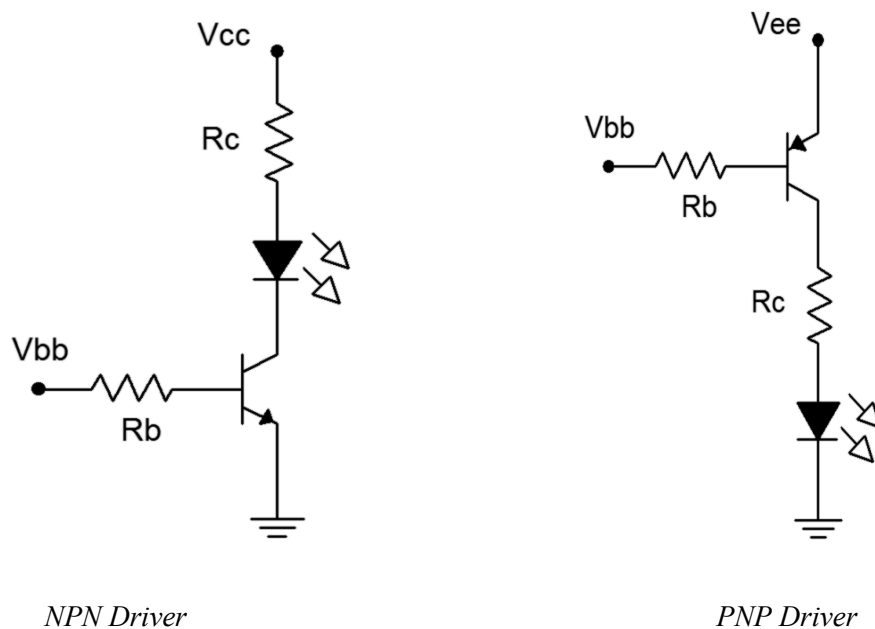 Vcc
Rc
Vbb
Rb
Vee
Vbb
Rb
Rc
NPN Driver
PNP Driver